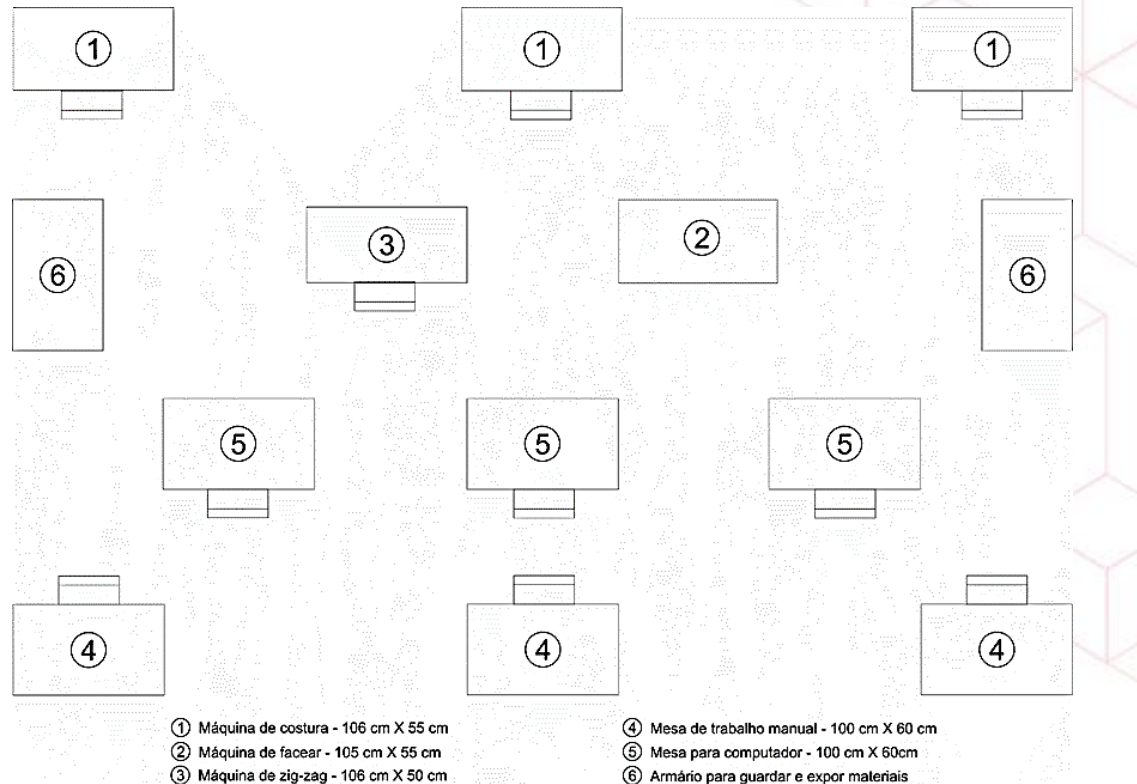 1 1 1
3 2
6 6
5 5 5
4 4 4
1 Máquina de costura - 106 cm X 55 cm
2 Máquina de facear - 105 cm X 55 cm
3 Máquina de zig-zag - 106 cm X 50 cm
4 Mesa de trabalho manual - 100 cm X 60 cm
5 Mesa para computador - 100 cm X 60cm
6 Armário para guardar e expor materiais